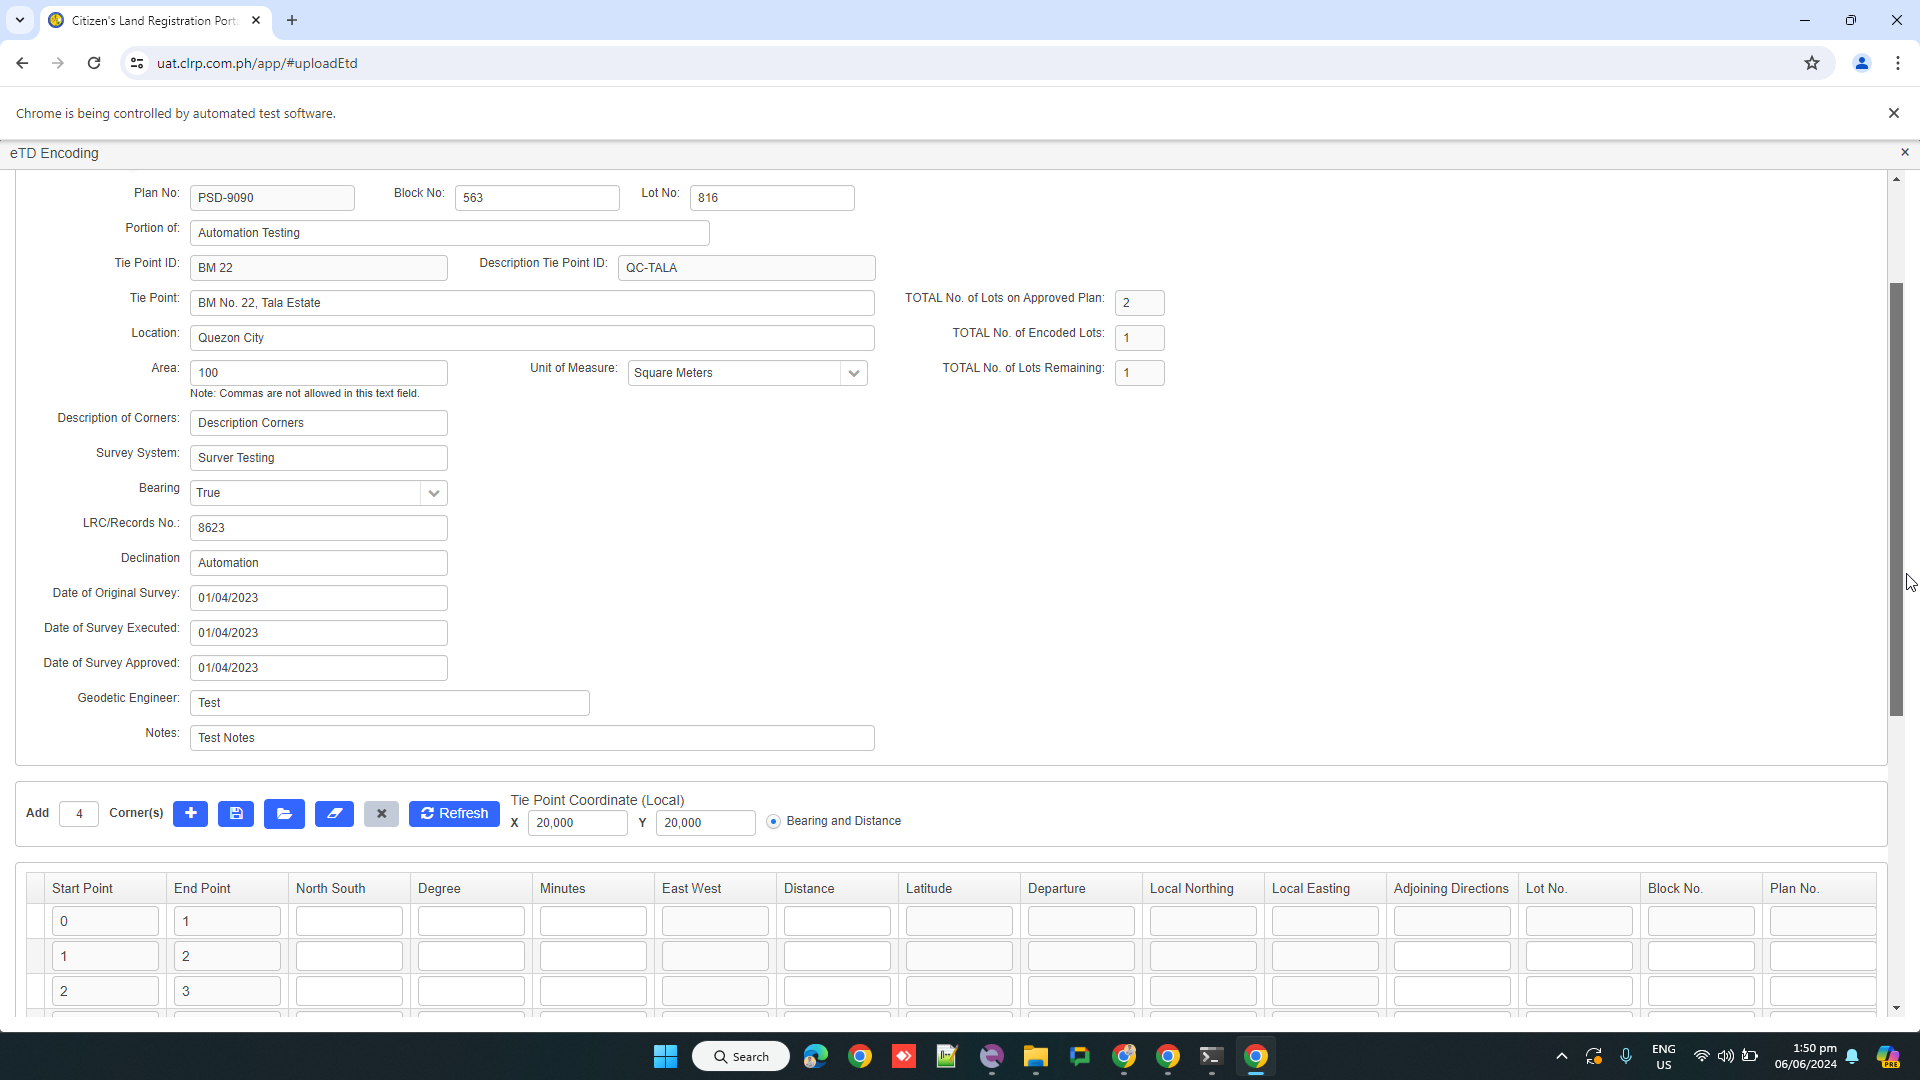 Citizen's Land Registration Port
uat.clrp.com.ph/app/#uploadEtd
Chrome is being controlled by automated test software.
eTD Encoding
Plan No: PSD-9090 Block No: 563 Lot No: 816
Portion of: Automation Testing
Tie Point ID: BM 22 Description Tie Point ID: QC-TALA
Tie Point: BM No. 22, Tala Estate TOTAL No. of Lots on Approved Plan: 2
Location: Quezon City TOTAL No. of Encoded Lots: 1
Area: 100 Unit of Measure: Square Meters TOTAL No. of Lots Remaining: 1
Note: Commas are not allowed in this text field.
Description of Corners: Description Corners
Survey System: Surver Testing
Bearing True
LRC/Records No.: 8623
Declination Automation
Date of Original Survey: 01/04/2023
Date of Survey Executed: 01/04/2023
Date of Survey Approved: 01/04/2023
Geodetic Engineer: Test
Notes: Test Notes
Tie Point Coordinate (Local)
Add 4 Corner(s) Refresh X 20,000 Y 20,000 Bearing and Distance
Start Point End Point North South Degree Minutes East West Distance Latitude Departure Local Northing Local Easting Adjoining Directions Lot No. Block No. Plan No.
0 1
1 2
2 3
Search
ENG
US
1:50 pm
06/06/2024
PRE